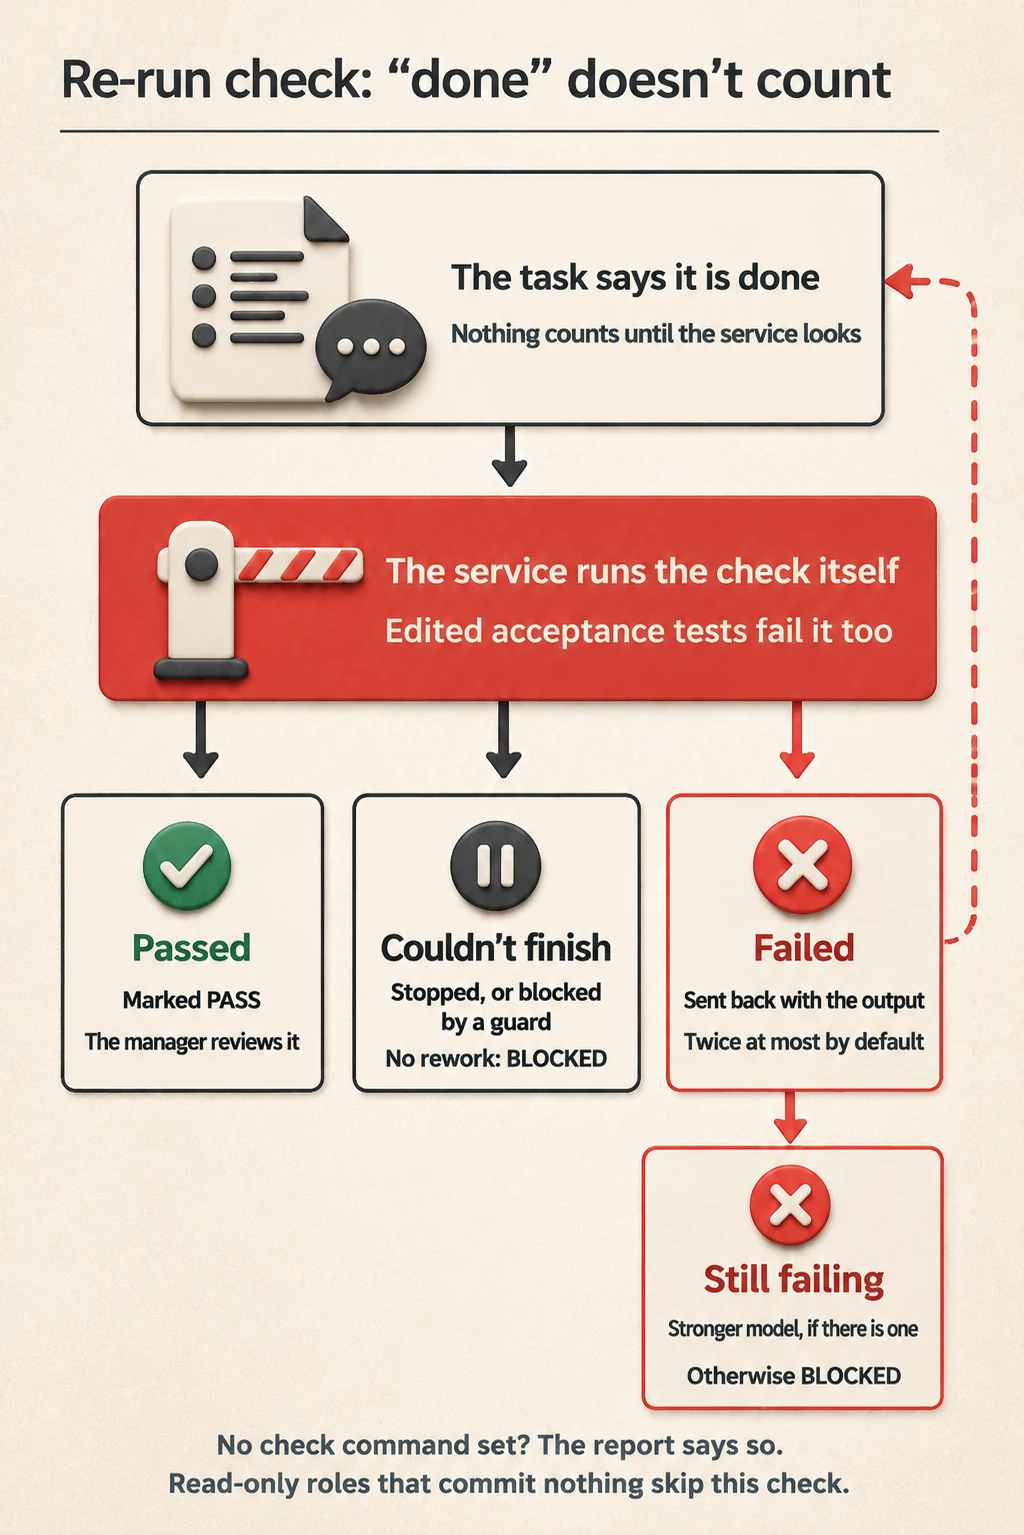 Re-run check: “done” doesn’t count
The task says it is done
Nothing counts until the service looks
The service runs the check itself
Edited acceptance tests fail it too
Passed
Marked PASS
The manager reviews it
Couldn’t finish
Stopped, or blocked
by a guard
No rework: BLOCKED
Failed
Sent back with the output
Twice at most by default
Still failing
Stronger model, if there is one
Otherwise BLOCKED
No check command set? The report says so.
Read-only roles that commit nothing skip this check.